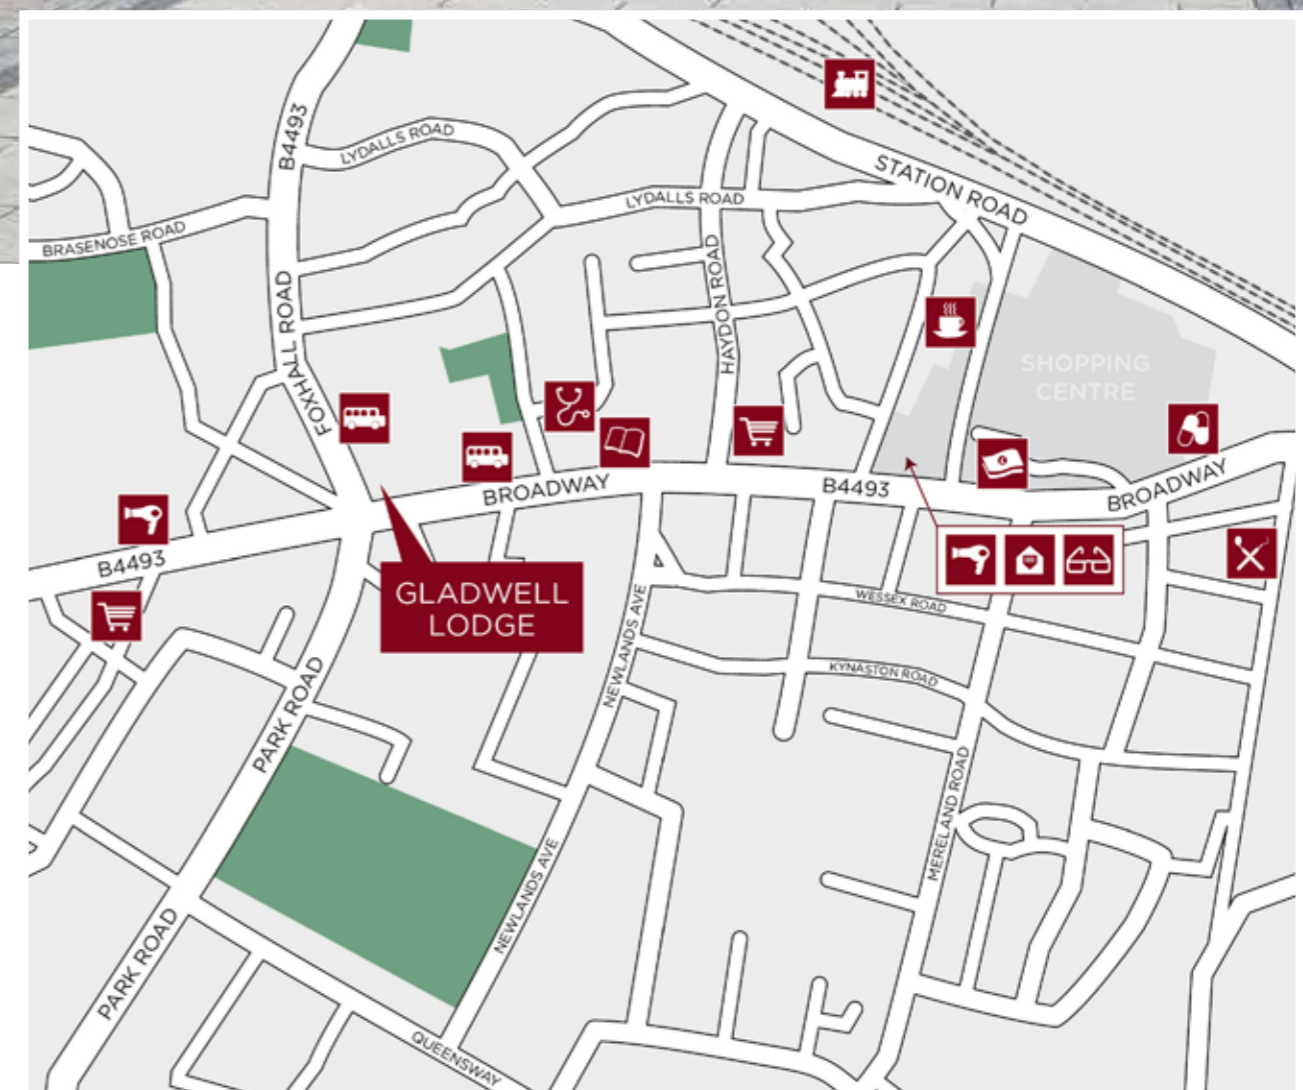 B4493
LYDALLS ROAD
STATION ROAD
LYDALLS ROAD
BRASENOSE ROAD
HAYDON ROAD
FOXHALL ROAD
SHOPPING
CENTRE
BROADWAY
B4493
BROADWAY
B4493
GLADWELL
LODGE
WESSEX ROAD
NEWLANDS AVE
KYNASTON ROAD
PARK ROAD
MERELAND ROAD
NEWLANDS AVE
PARK ROAD
QUEENSWAY